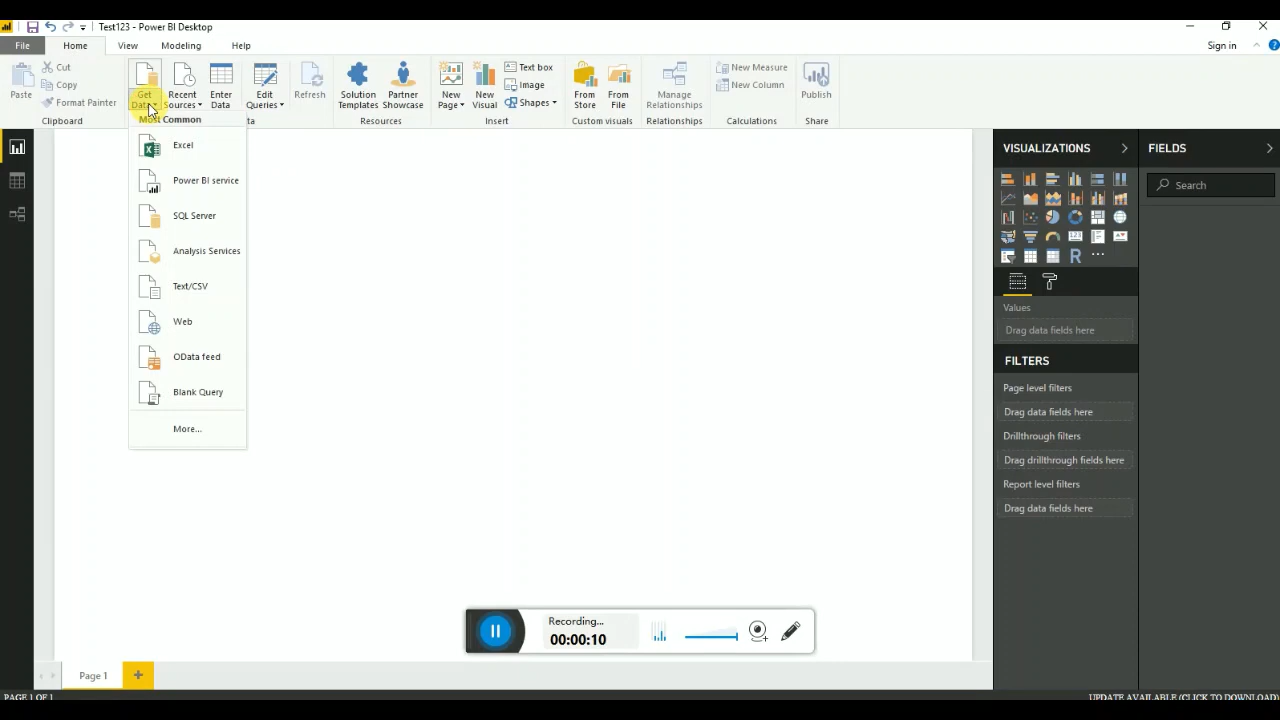 Test123 - Power BI Desktop
File Home View Modeling Help Sign in
Paste
Cut
Copy
Format Painter
Clipboard
Get Data
Recent Sources
Enter Data
Edit Queries
Refresh
Solution Templates
Partner Showcase
Resources
New Page
New Visual
Text box
Image
Shapes
Insert
From Store
From File
Custom visuals
Manage Relationships
Relationships
New Measure
New Column
Calculations
Publish
Share
Most Common
Excel
Power BI service
SQL Server
Analysis Services
Text/CSV
Web
OData feed
Blank Query
More...
VISUALIZATIONS
Values
Drag data fields here
FILTERS
Page level filters
Drag data fields here
Drillthrough filters
Drag drillthrough fields here
Report level filters
Drag data fields here
FIELDS
Search
Recording...
00:00:10
Page 1
PAGE 1 OF 1
UPDATE AVAILABLE (CLICK TO DOWNLOAD)